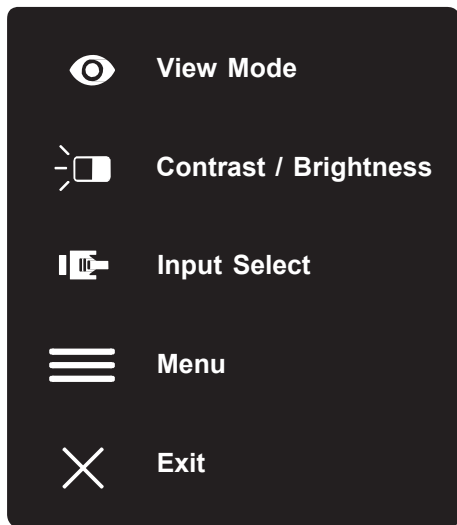 View Mode
Contrast / Brightness
Input Select
Menu
Exit